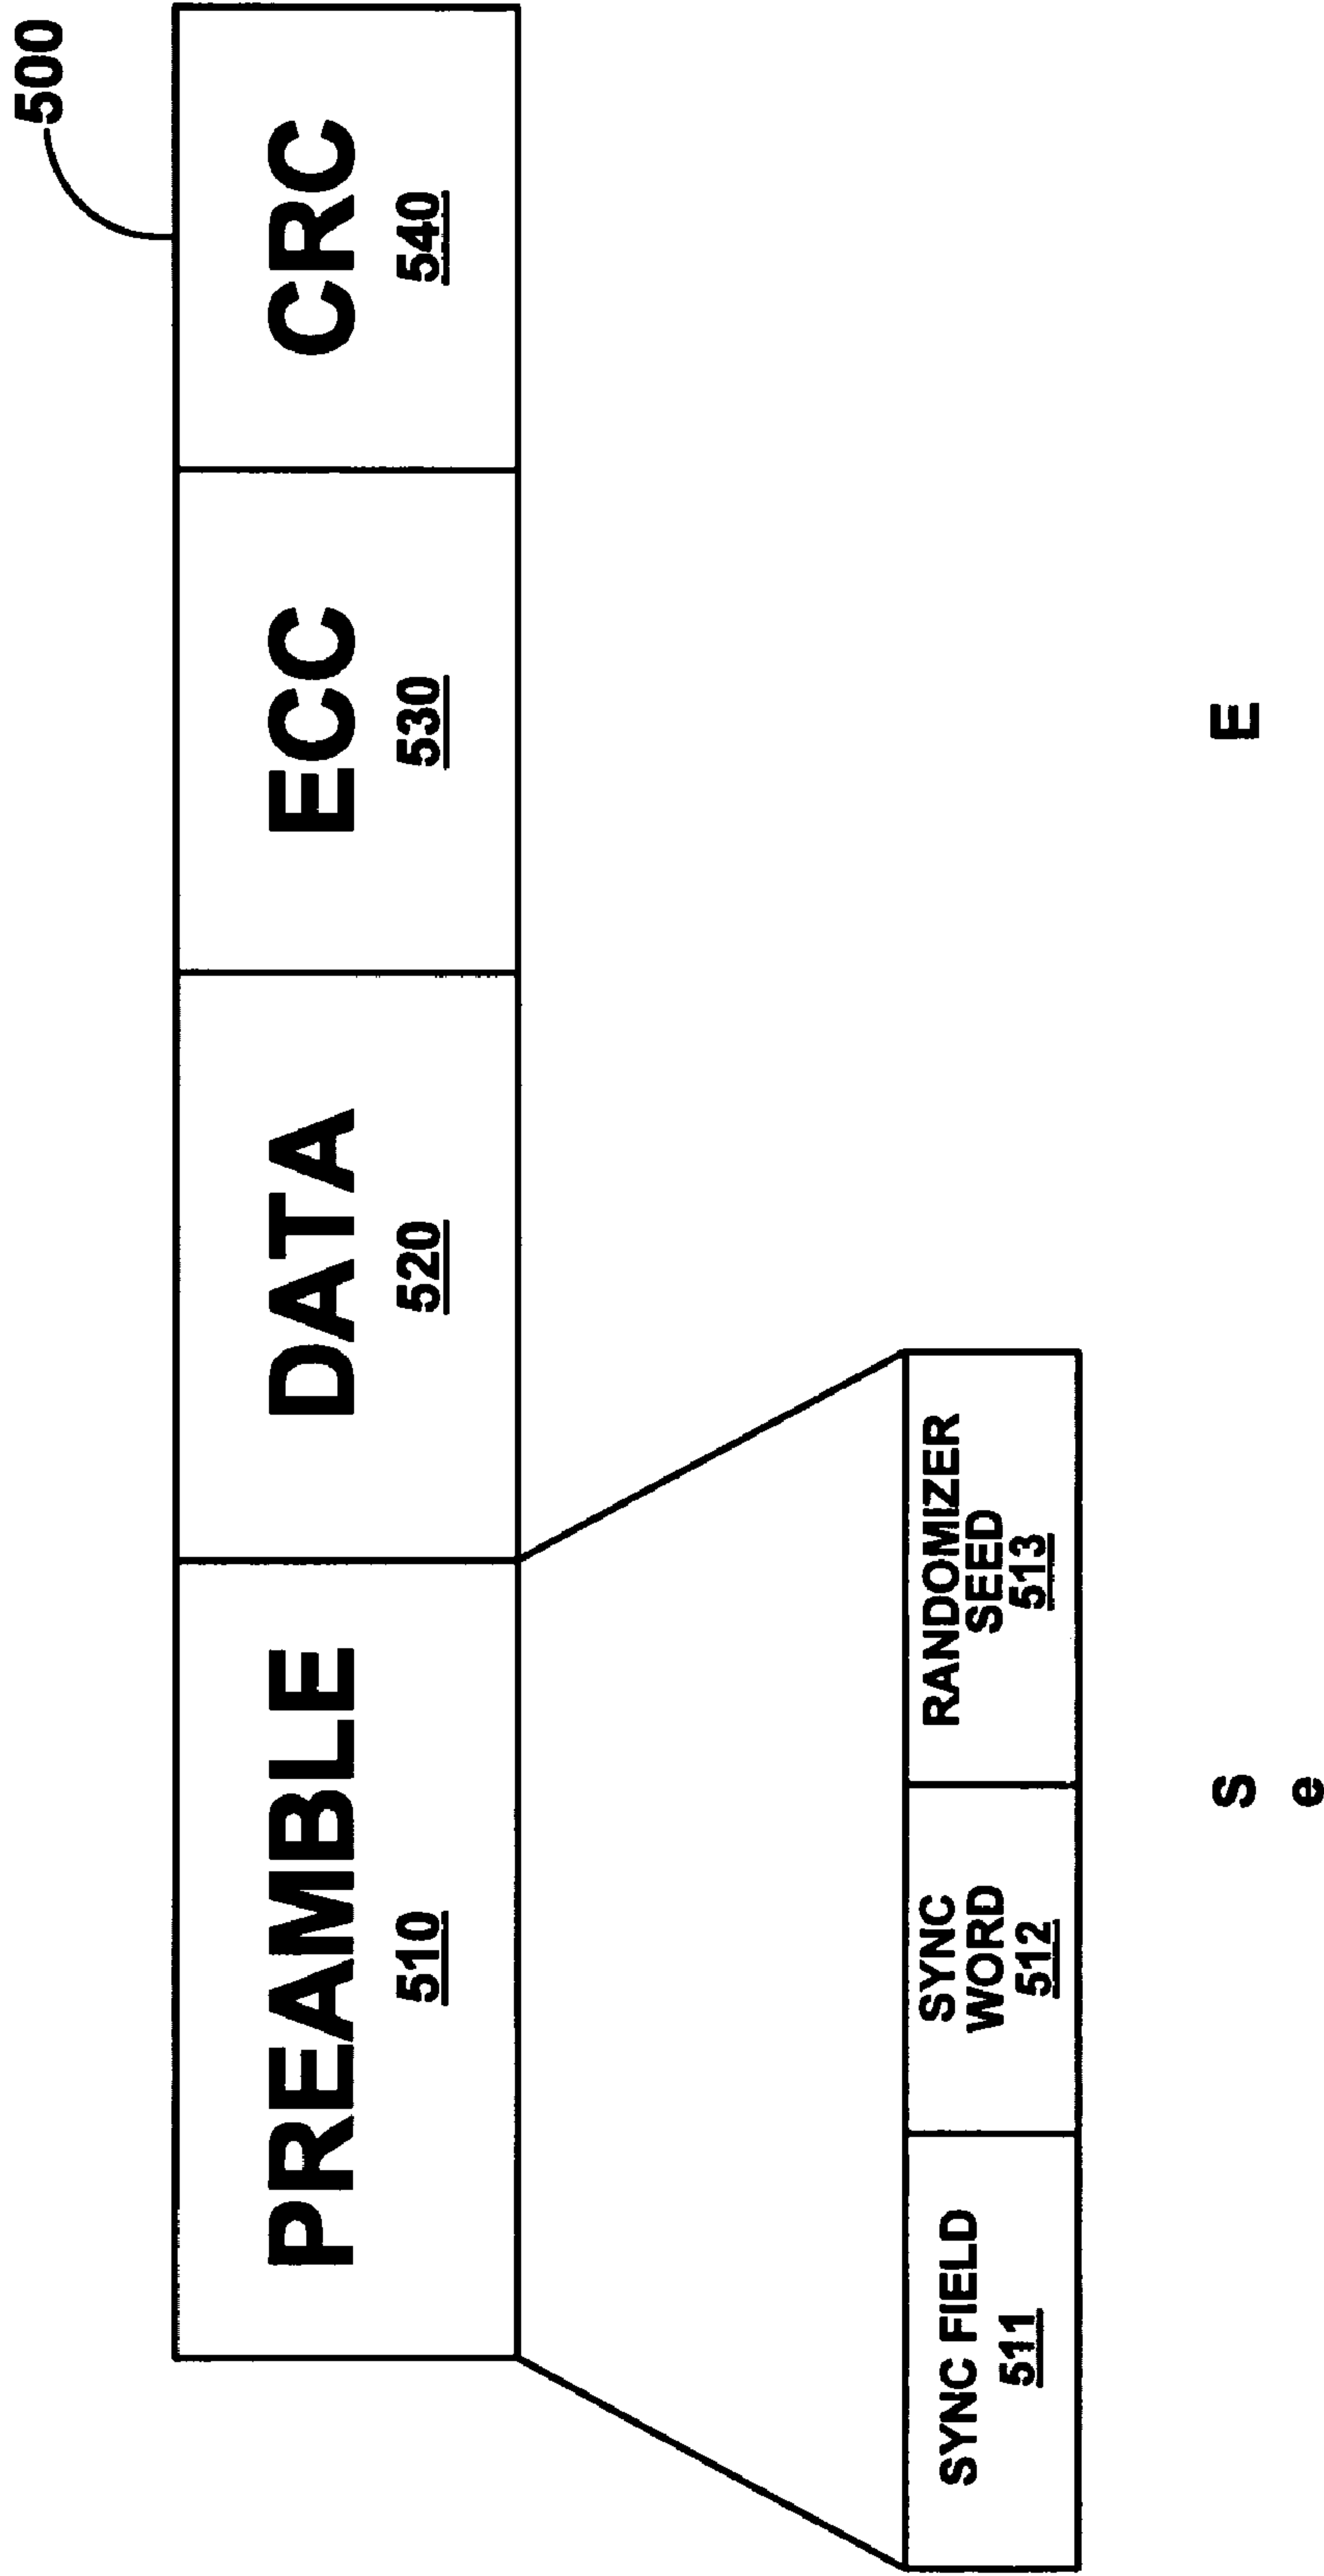 500
PREAMBLE
510
DATA
520
ECC
530
CRC
540
SYNC FIELD
511
SYNC
WORD
512
RANDOMIZER
SEED
513
S
e
E